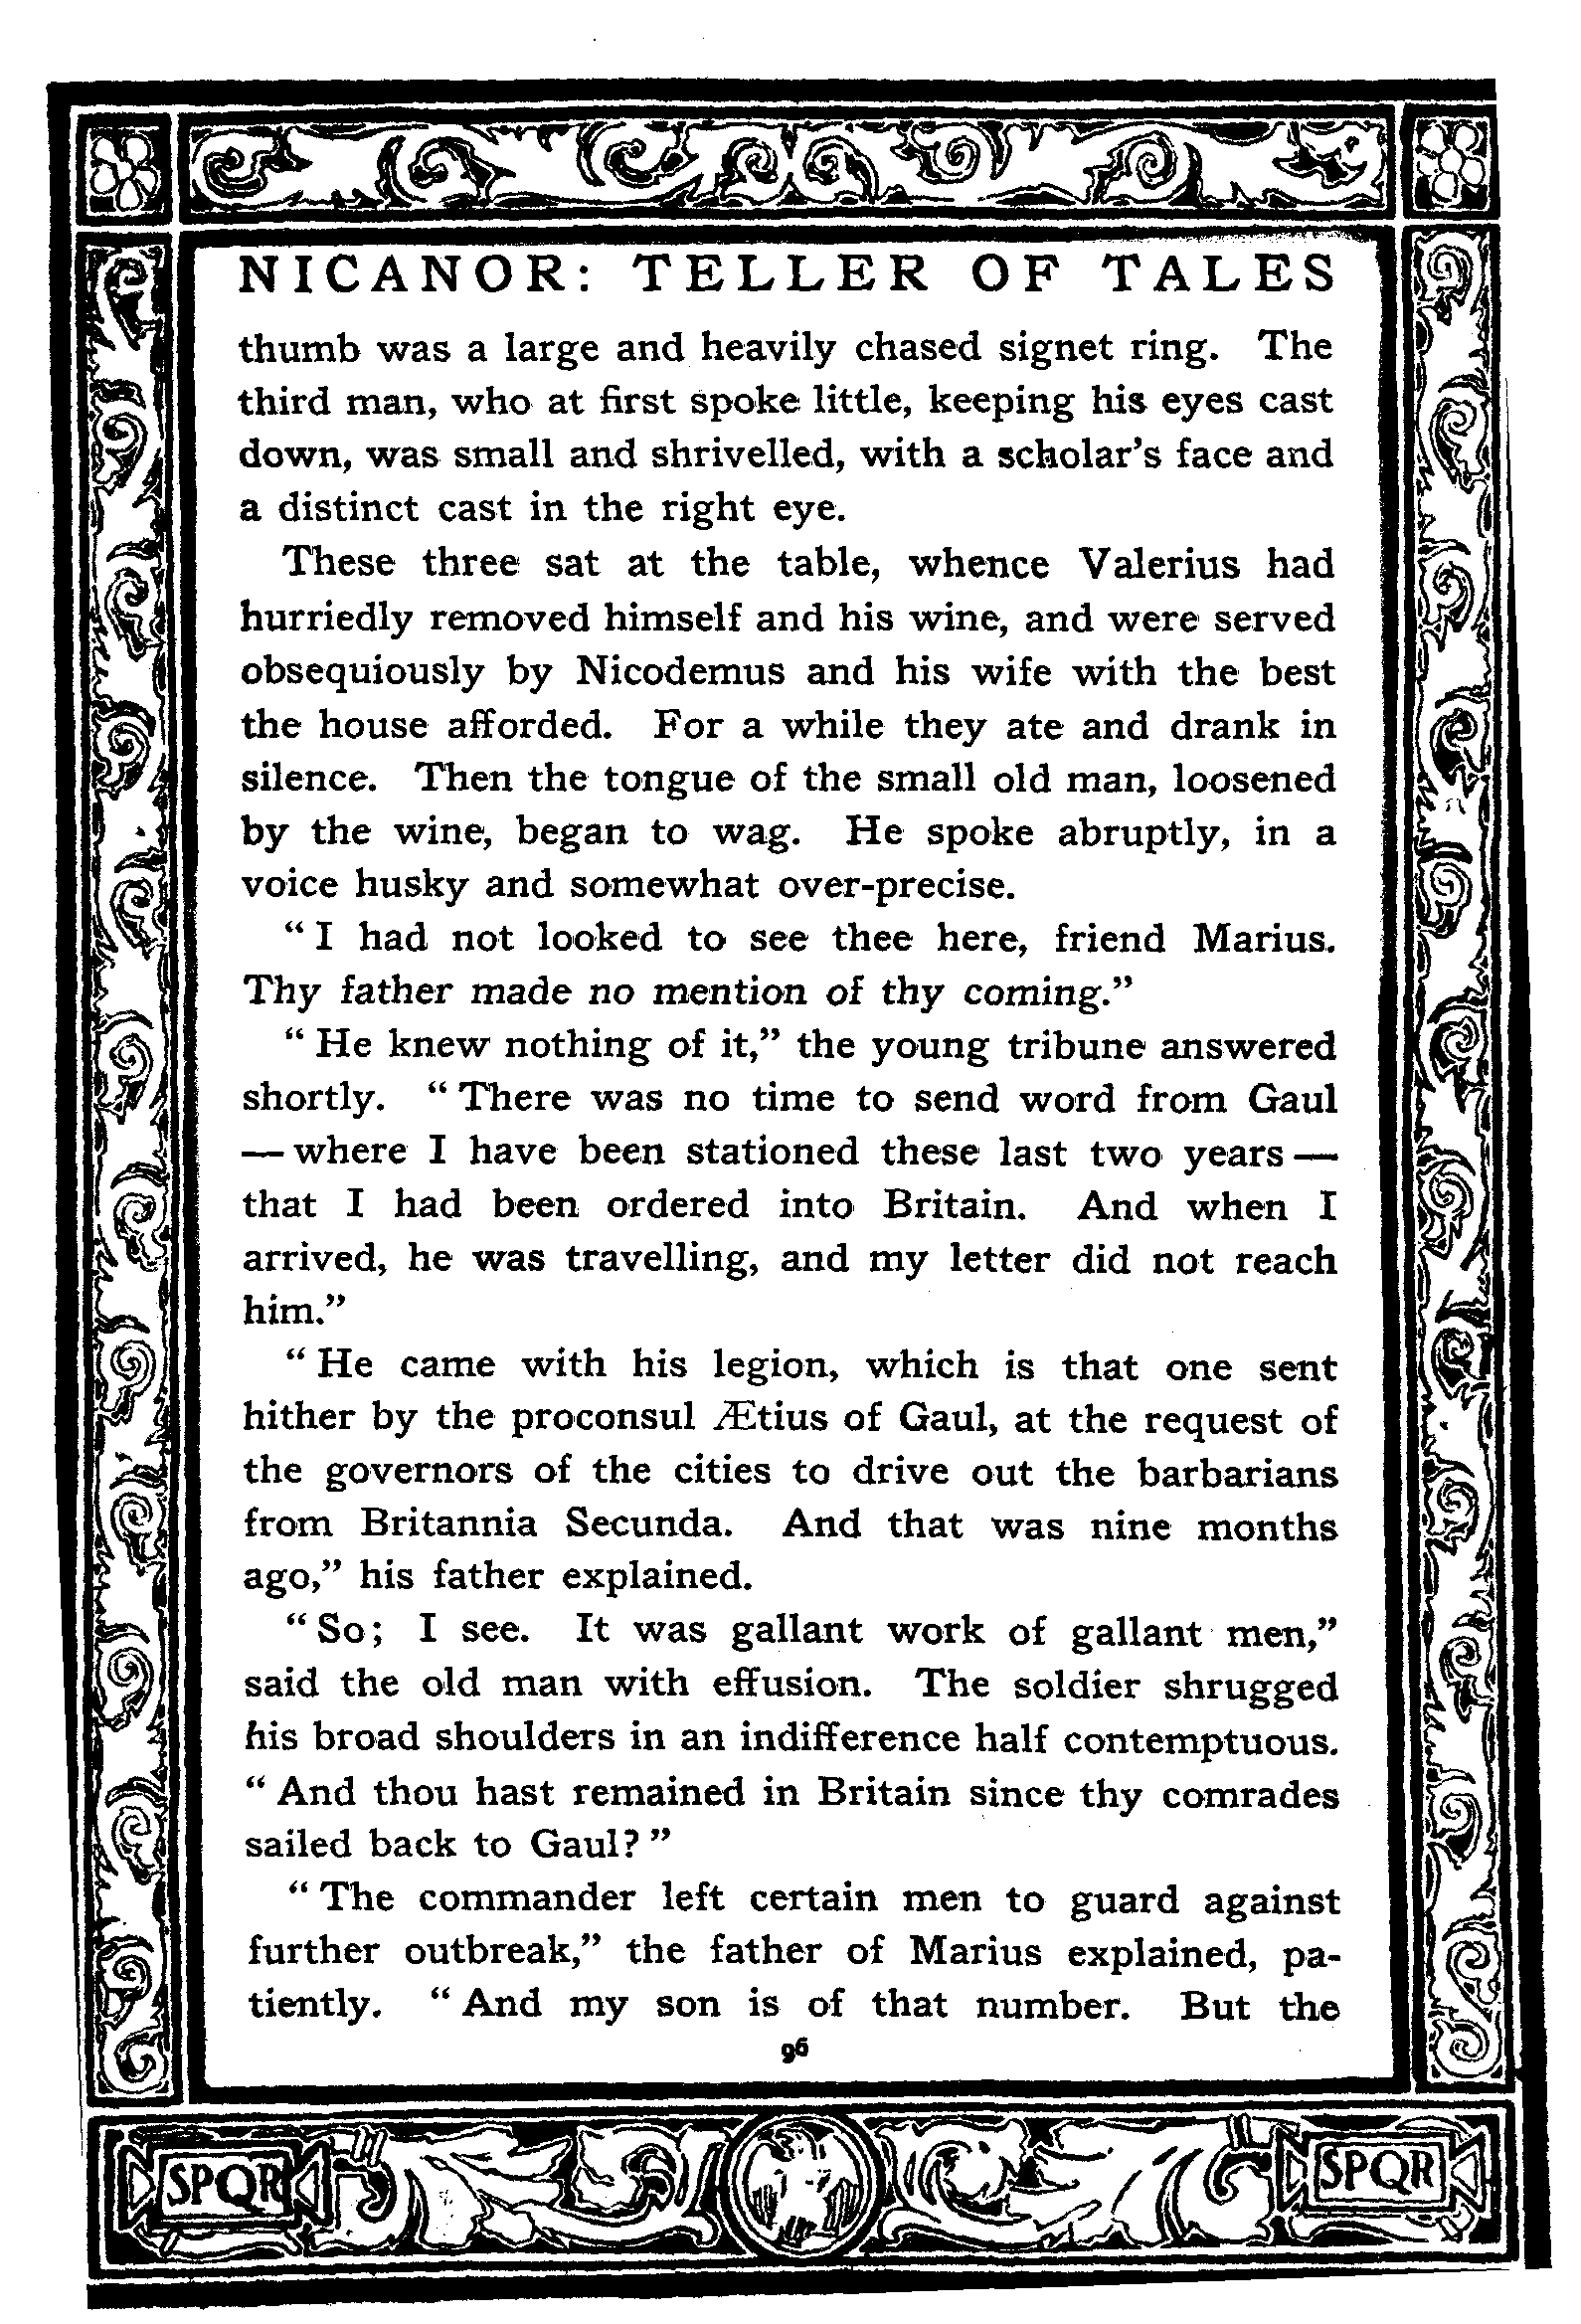 NICANOR: TELLER OF TALES
thumb was a large and heavily chased signet ring. The
third man, who at first spoke little, keeping his eyes cast
down, was small and shrivelled, with a scholar's face and
a distinct cast in the right eye.
These three sat at the table, whence Valerius had
hurriedly removed himself and his wine, and were served
obsequiously by Nicodemus and his wife with the best
the house afforded. For a while they ate and drank in
silence. Then the tongue of the small old man, loosened
by the wine, began to wag. He spoke abruptly, in a
voice husky and somewhat over-precise.
“I had not looked to see thee here, friend Marius.
Thy father made no mention of thy coming.”
“He knew nothing of it,” the young tribune answered
shortly. “There was no time to send word from Gaul
—where I have been stationed these last two years—
that I had been ordered into Britain. And when I
arrived, he was travelling, and my letter did not reach
him.”
“He came with his legion, which is that one sent
hither by the proconsul Ætius of Gaul, at the request of
the governors of the cities to drive out the barbarians
from Britannia Secunda. And that was nine months
ago,” his father explained.
“So; I see. It was gallant work of gallant men,”
said the old man with effusion. The soldier shrugged
his broad shoulders in an indifference half contemptuous.
“And thou hast remained in Britain since thy comrades
sailed back to Gaul?”
“The commander left certain men to guard against
further outbreak,” the father of Marius explained, pa-
tiently. “And my son is of that number. But the
96
SPQR SPQR